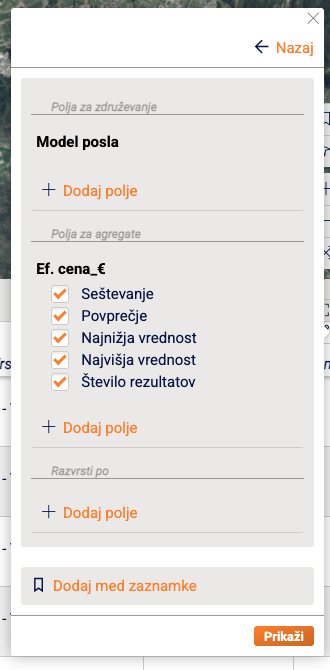 Nazaj
Polja za združevanje
Model posla
Dodaj polje
Polja za agregate
Ef. cena_€
Seštevanje
Povprečje
Najnižja vrednost
Najvišja vrednost
Število rezultatov
Dodaj polje
Razvrsti po
Dodaj polje
Dodaj med zaznamke
Prikaži